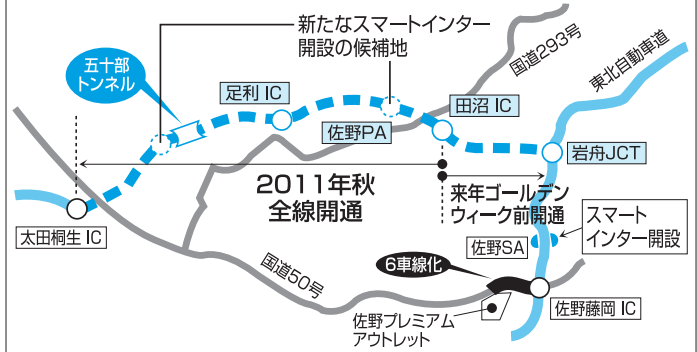 新たなスマートインター
開設の候補地
国道293号
東北自動車道
五十部
トンネル
足利 IC
佐野PA
田沼 IC
岩舟JCT
2011年秋
全線開通
来年ゴールデン
ウィーク前開通
太田桐生 IC
国道50号
6車線化
佐野SA
スマート
インター開設
佐野プレミアム
アウトレット
佐野藤岡 IC